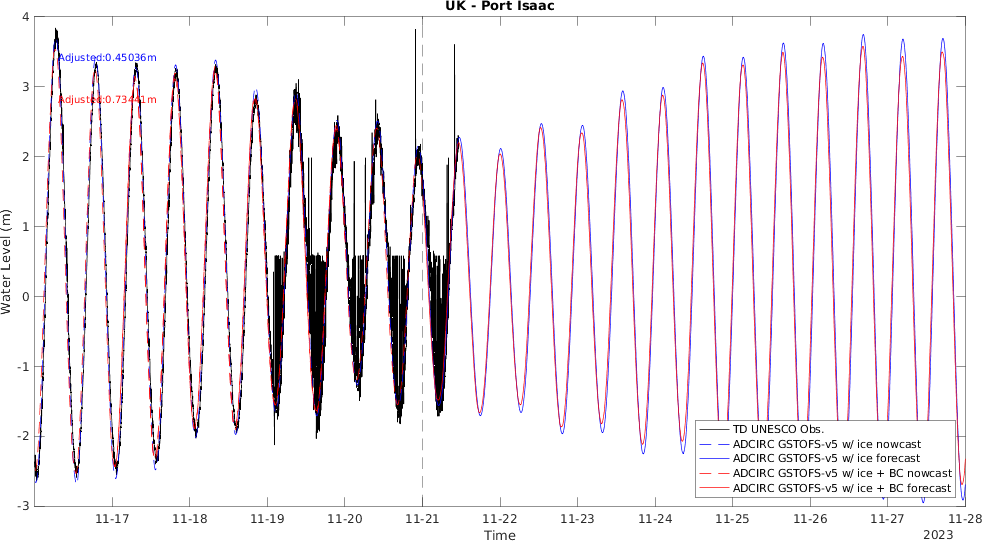 UK - Port Isaac
Water Level (m)
4
3
2
1
0
-1
-2
-3
Adjusted:0.45036m
Adjusted:0.73441m
TD UNESCO Obs.
ADCIRC GSTOFS-v5 w/ ice nowcast
ADCIRC GSTOFS-v5 w/ ice forecast
ADCIRC GSTOFS-v5 w/ ice + BC nowcast
ADCIRC GSTOFS-v5 w/ ice + BC forecast
11-17 11-18 11-19 11-20 11-21 11-22 11-23 11-24 11-25 11-26 11-27 11-28
Time
2023